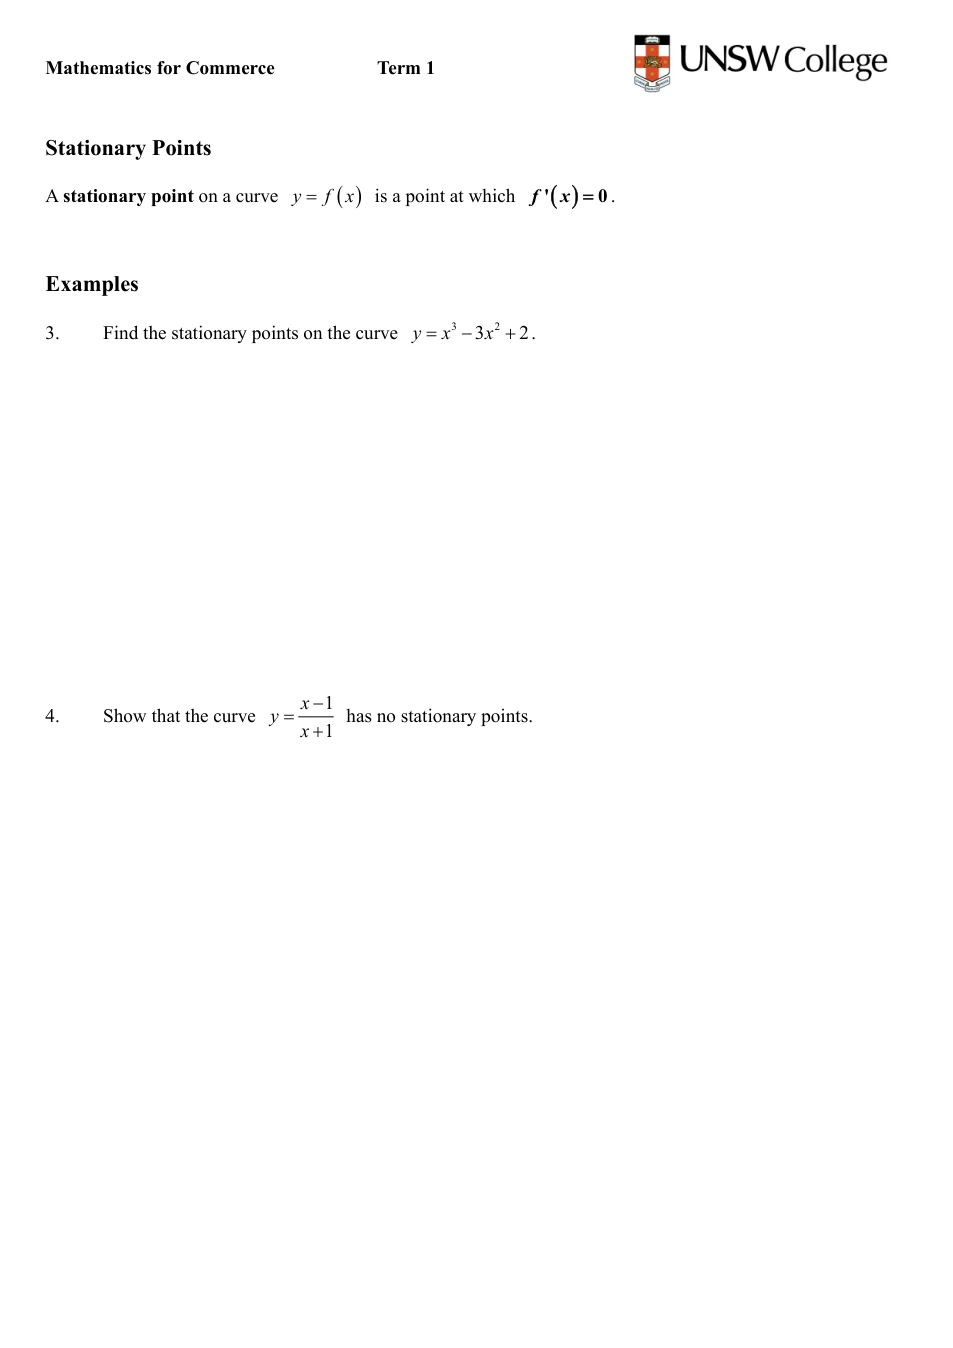 Mathematics for Commerce Term 1 UNSW College
Stationary Points
A stationary point on a curve y = f(x) is a point at which f'(x) = 0.
Examples
3. Find the stationary points on the curve y = x³ − 3x² + 2.
4. Show that the curve y = (x − 1)/(x + 1) has no stationary points.